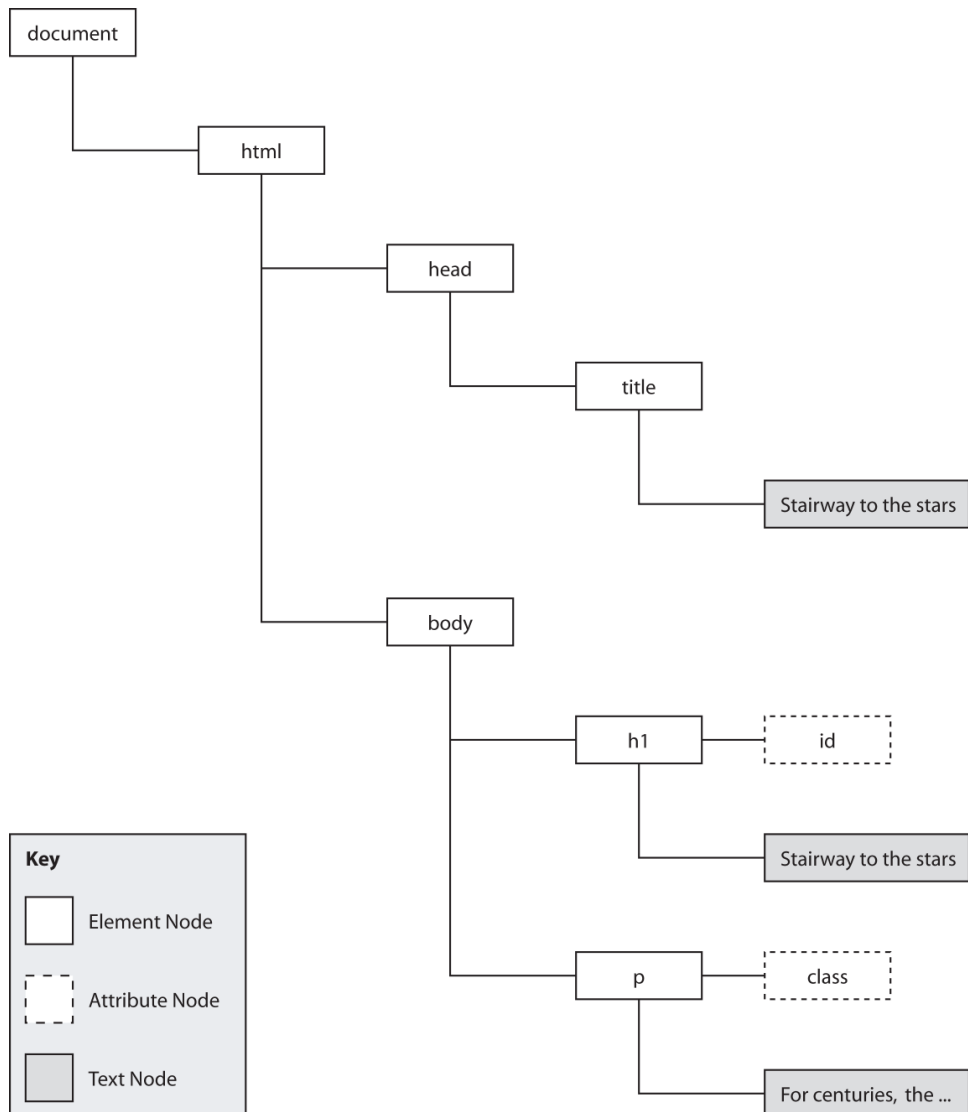 document
html
head
title
Stairway to the stars
body
h1
id
Stairway to the stars
p
class
For centuries, the ...
Key
Element Node
Attribute Node
Text Node